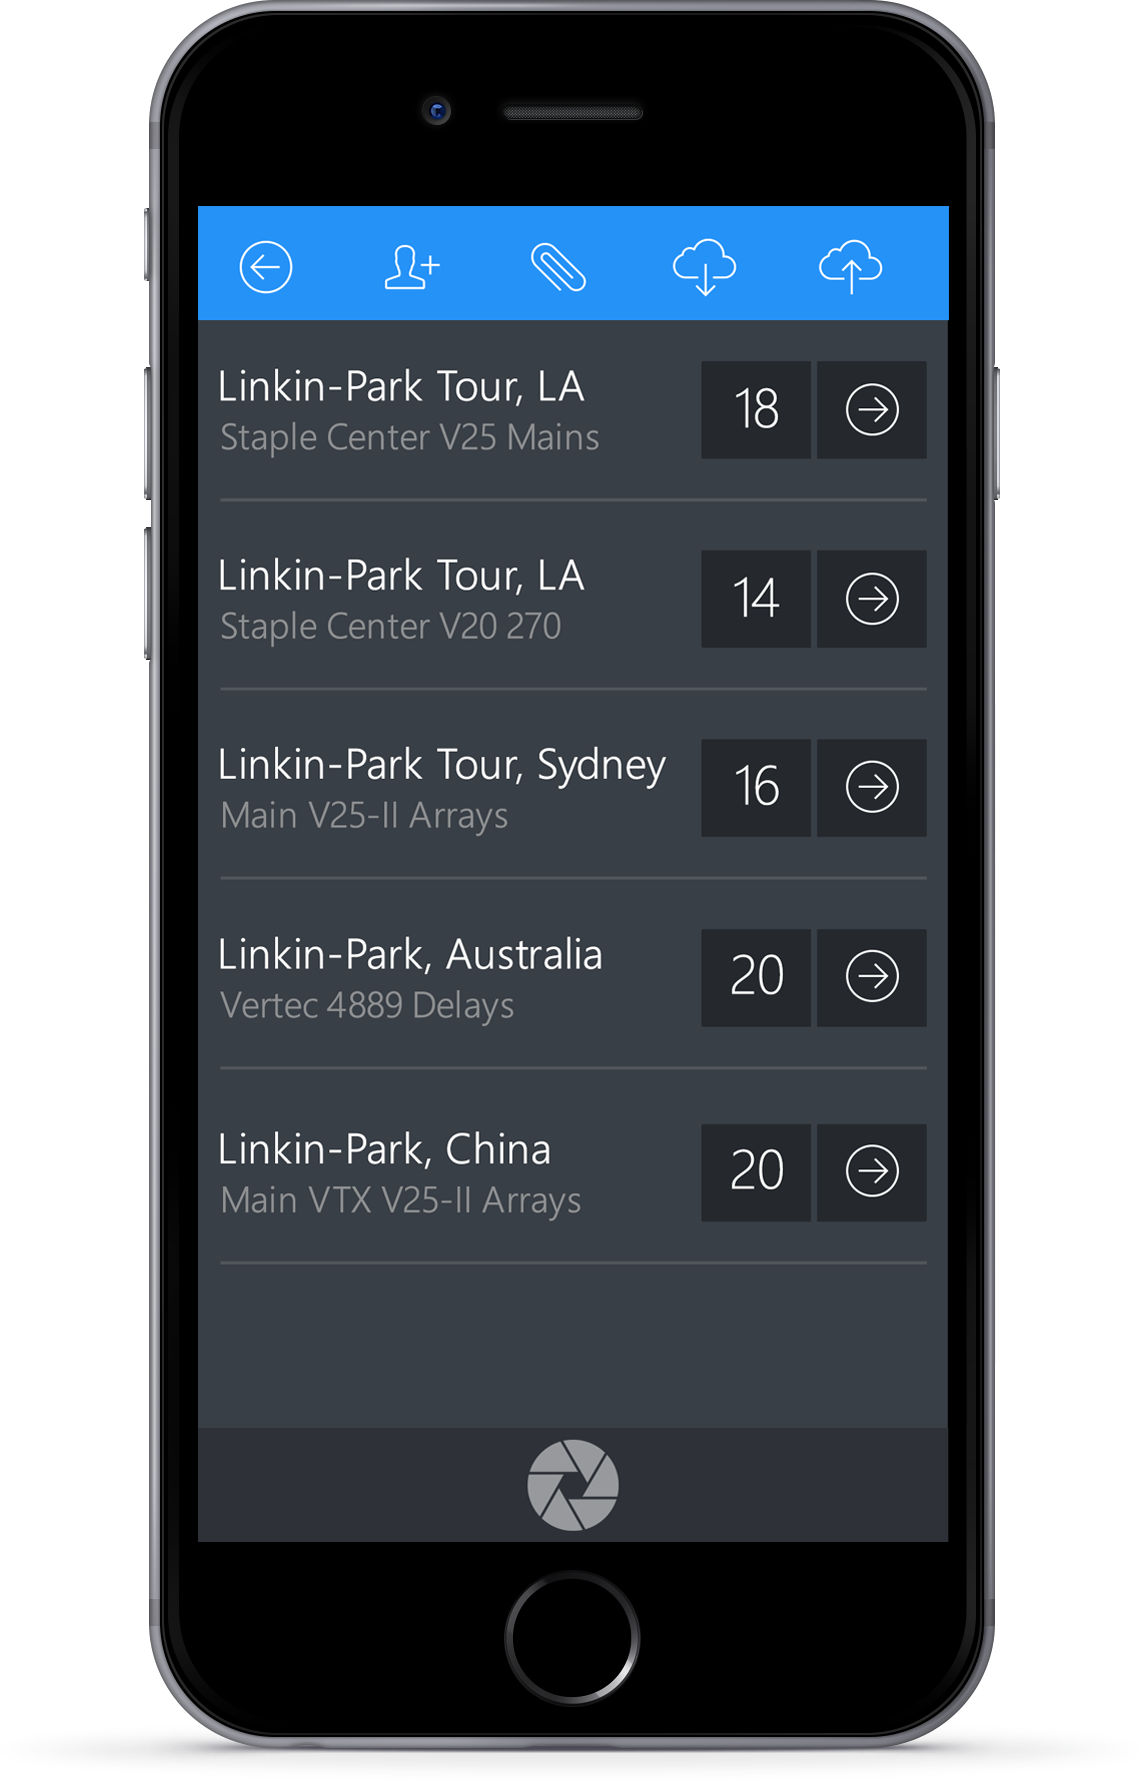 Linkin-Park Tour, LA
Staple Center V25 Mains
18
Linkin-Park Tour, LA
Staple Center V20 270
14
Linkin-Park Tour, Sydney
Main V25-II Arrays
16
Linkin-Park, Australia
Vertec 4889 Delays
20
Linkin-Park, China
Main VTX V25-II Arrays
20